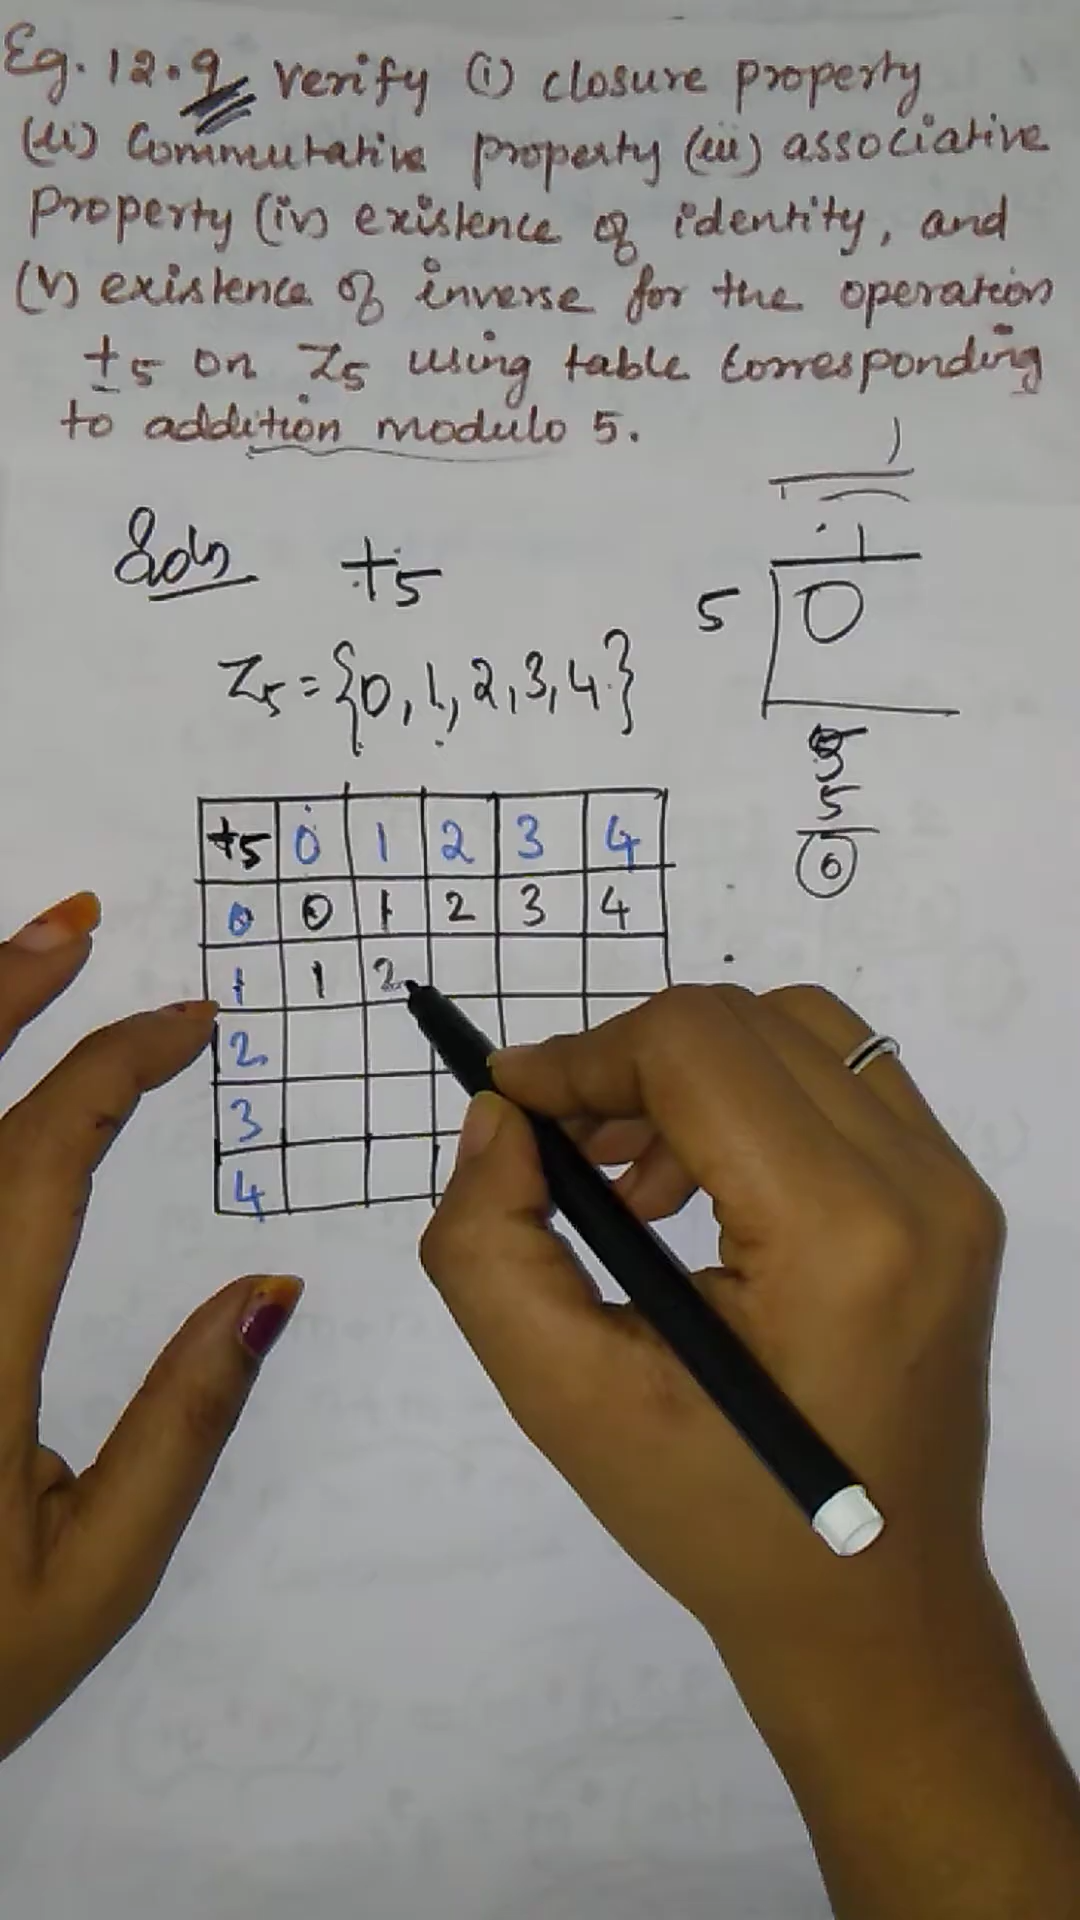 Eg. 12.9 verify (i) closure property
(ii) Commutative property (iii) associative
Property (iv) existence of identity, and
(v) existence of inverse for the operation
+5 on Z5 using table corresponding
to addition modulo 5.
Soln +5
Z5 = {0, 1, 2, 3, 4}
1
5 0
5
0
+5 0 1 2 3 4
0 0 1 2 3 4
1 1 2
2
3
4